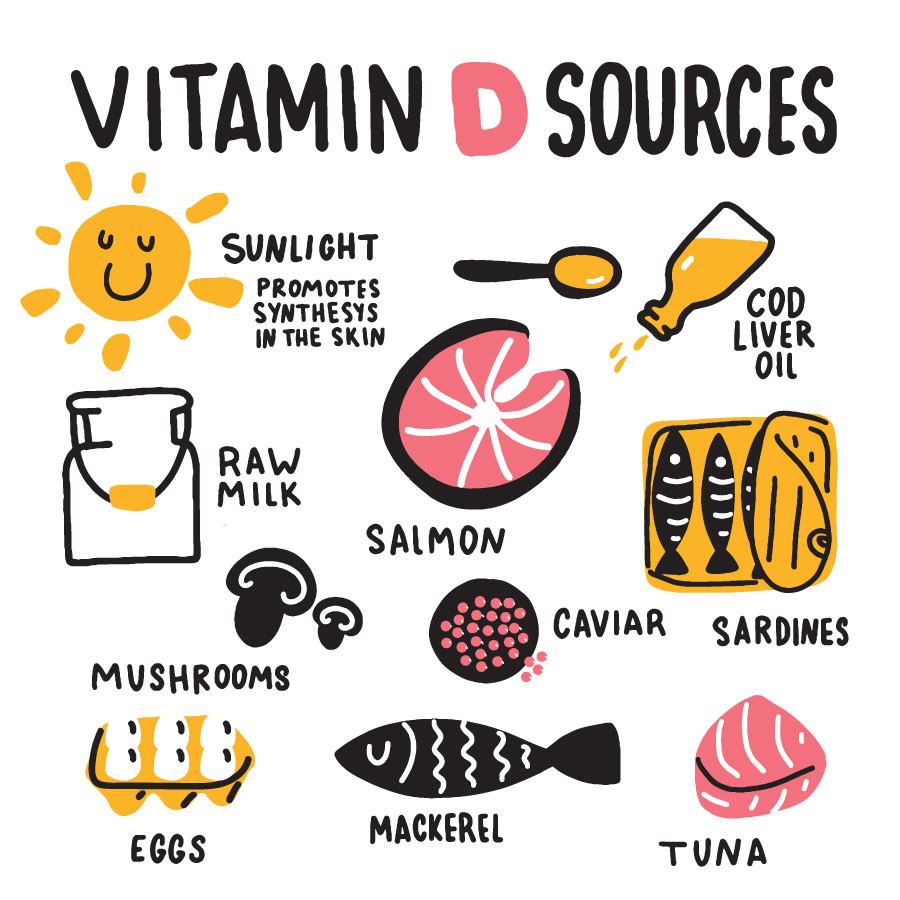 VITAMIN D SOURCES
SUNLIGHT
PROMOTES
SYNTHESYS
IN THE SKIN
COD
LIVER
OIL
RAW
MILK
SALMON
MUSHROOMS
CAVIAR
SARDINES
EGGS
MACKEREL
TUNA